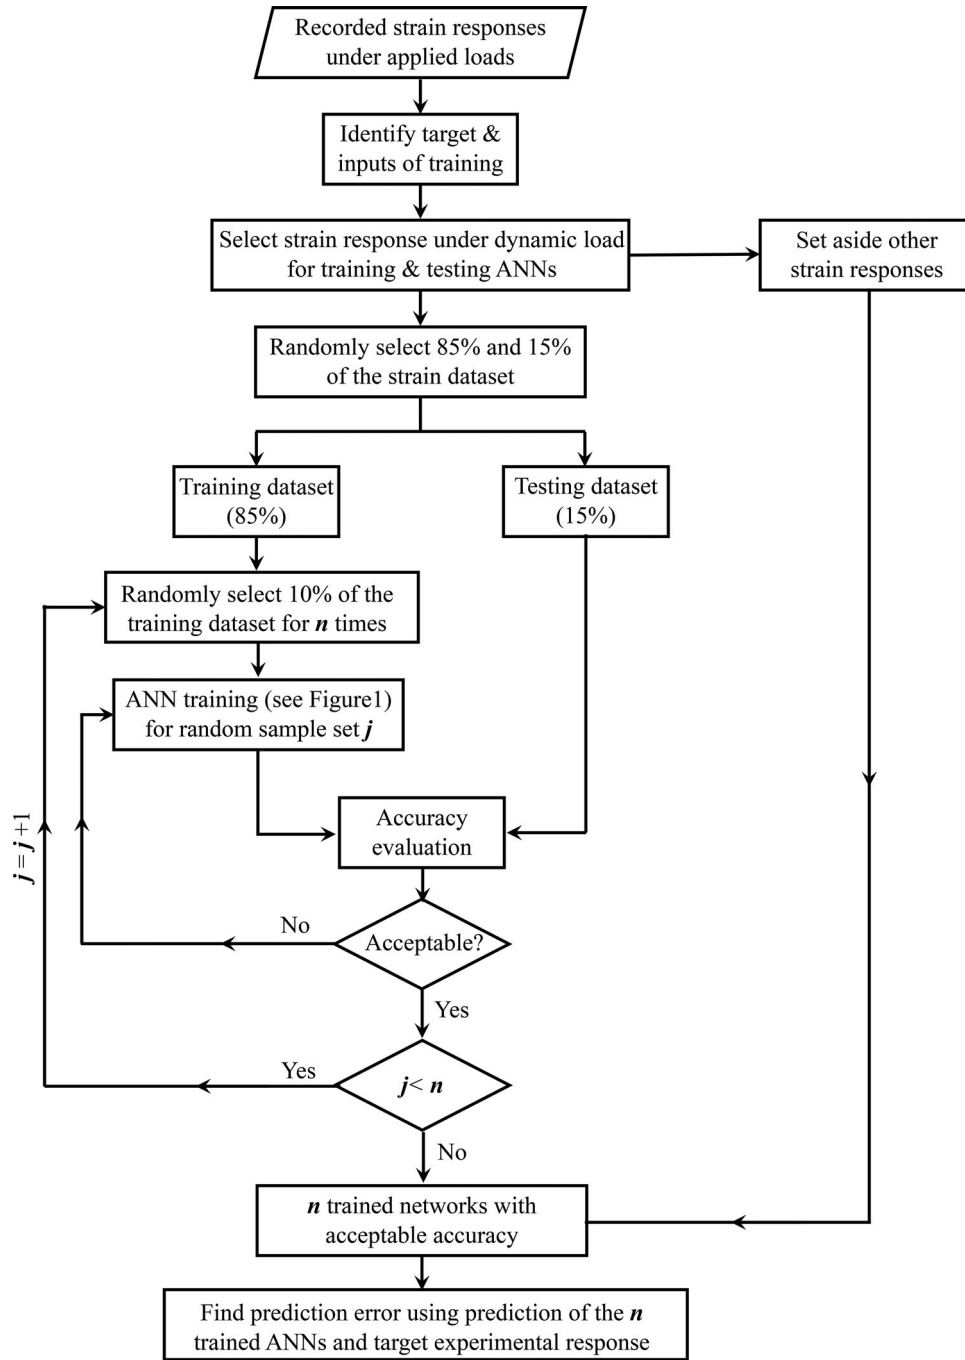 Recorded strain responses
under applied loads
Identify target &
inputs of training
Select strain response under dynamic load
for training & testing ANNs
Set aside other
strain responses
Randomly select 85% and 15%
of the strain dataset
Training dataset
(85%)
Testing dataset
(15%)
Randomly select 10% of the
training dataset for n times
ANN training (see Figure1)
for random sample set j
Accuracy
evaluation
j = j +1
No
Acceptable?
Yes
Yes
j< n
No
n trained networks with
acceptable accuracy
Find prediction error using prediction of the n
trained ANNs and target experimental response